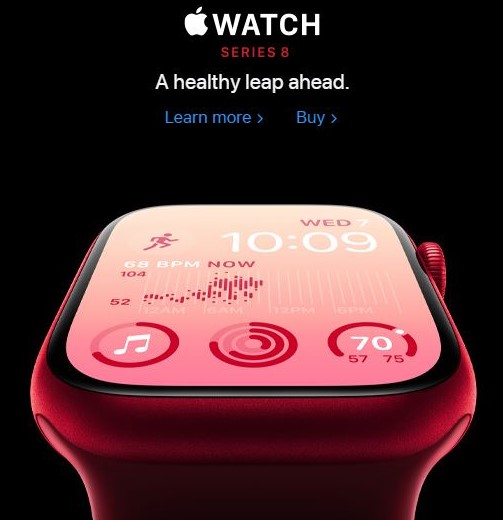 WATCH
SERIES 8
A healthy leap ahead.
Learn more > Buy >
WED 7
10:09
68 BPM NOW
104
52
12AM 6AM 12PM 6PM
70
57 75